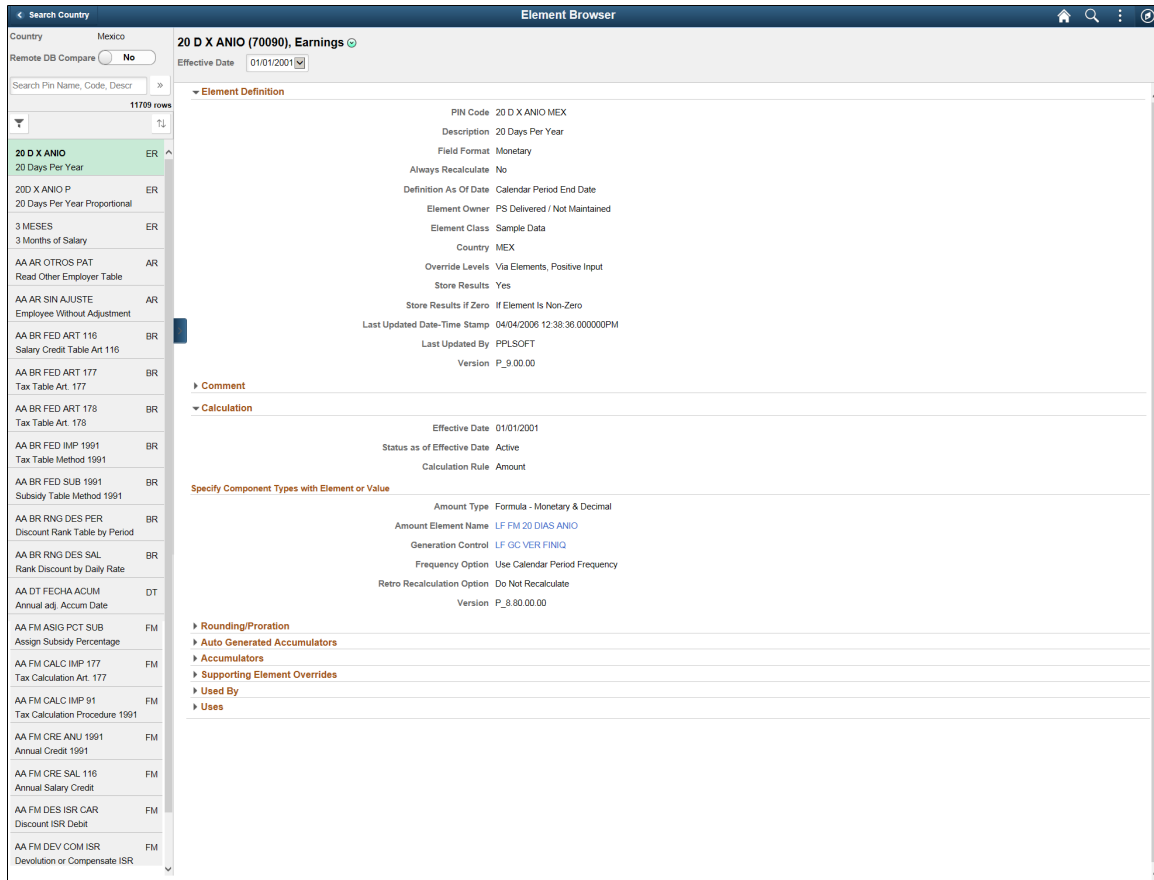 Search Country
Element Browser
Country Mexico
Remote DB Compare No
Search Pin Name, Code, Descr »
11709 rows
20 D X ANIO ER
20 Days Per Year
20D X ANIO P ER
20 Days Per Year Proportional
3 MESES ER
3 Months of Salary
AA AR OTROS PAT AR
Read Other Employer Table
AA AR SIN AJUSTE AR
Employee Without Adjustment
AA BR FED ART 116 BR
Salary Credit Table Art 116
AA BR FED ART 177 BR
Tax Table Art. 177
AA BR FED ART 178 BR
Tax Table Art. 178
AA BR FED IMP 1991 BR
Tax Table Method 1991
AA BR FED SUB 1991 BR
Subsidy Table Method 1991
AA BR RNG DES PER BR
Discount Rank Table by Period
AA BR RNG DES SAL BR
Rank Discount by Daily Rate
AA DT FECHA ACUM DT
Annual adj. Accum Date
AA FM ASIG PCT SUB FM
Assign Subsidy Percentage
AA FM CALC IMP 177 FM
Tax Calculation Art. 177
AA FM CALC IMP 91 FM
Tax Calculation Procedure 1991
AA FM CRE ANU 1991 FM
Annual Credit 1991
AA FM CRE SAL 116 FM
Annual Salary Credit
AA FM DES ISR CAR FM
Discount ISR Debit
AA FM DEV COM ISR FM
Devolution or Compensate ISR
20 D X ANIO (70090), Earnings
Effective Date 01/01/2001
Element Definition
PIN Code 20 D X ANIO MEX
Description 20 Days Per Year
Field Format Monetary
Always Recalculate No
Definition As Of Date Calendar Period End Date
Element Owner PS Delivered / Not Maintained
Element Class Sample Data
Country MEX
Override Levels Via Elements, Positive Input
Store Results Yes
Store Results if Zero If Element Is Non-Zero
Last Updated Date-Time Stamp 04/04/2006 12:38:36.000000PM
Last Updated By PPLSOFT
Version P_9.00.00
Comment
Calculation
Effective Date 01/01/2001
Status as of Effective Date Active
Calculation Rule Amount
Specify Component Types with Element or Value
Amount Type Formula - Monetary & Decimal
Amount Element Name LF FM 20 DIAS ANIO
Generation Control LF GC VER FINIQ
Frequency Option Use Calendar Period Frequency
Retro Recalculation Option Do Not Recalculate
Version P_8.80.00.00
Rounding/Proration
Auto Generated Accumulators
Accumulators
Supporting Element Overrides
Used By
Uses